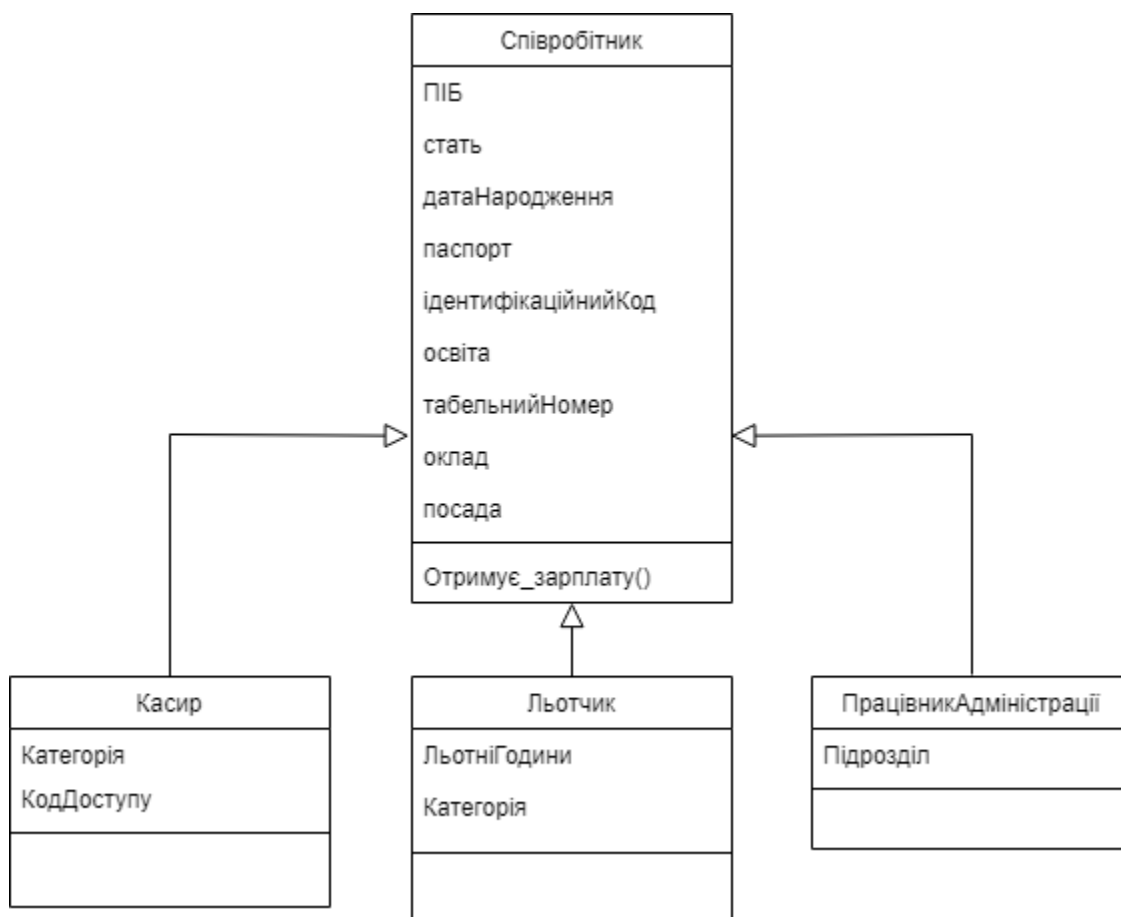 Співробітник
ПІБ
стать
датаНародження
паспорт
ідентифікаційнийКод
освіта
табельнийНомер
оклад
посада
Отримує_зарплату()
Касир
Категорія
КодДоступу
Льотчик
ЛьотніГодини
Категорія
ПрацівникАдміністрації
Підрозділ